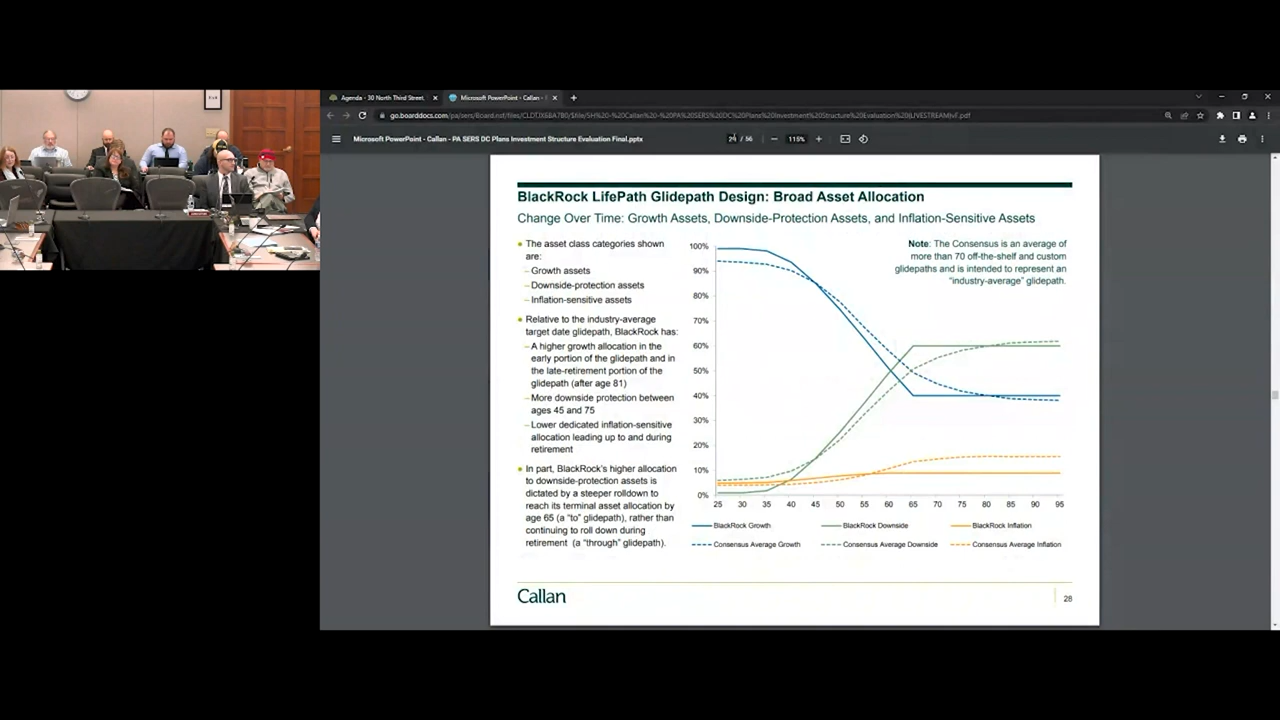 Agenda - 30 North Third Street,
Microsoft PowerPoint - Callan -
Microsoft PowerPoint - Callan - PA SERS DC Plans Investment Structure Evaluation Final.pptx
/ 56
115%
BlackRock LifePath Glidepath Design: Broad Asset Allocation
Change Over Time: Growth Assets, Downside-Protection Assets, and Inflation-Sensitive Assets
The asset class categories shown
are:
– Growth assets
– Downside-protection assets
– Inflation-sensitive assets
Relative to the industry-average
target date glidepath, BlackRock has:
– A higher growth allocation in the
early portion of the glidepath and in
the late-retirement portion of the
glidepath (after age 81)
– More downside protection between
ages 45 and 75
– Lower dedicated inflation-sensitive
allocation leading up to and during
retirement
In part, BlackRock's higher allocation
to downside-protection assets is
dictated by a steeper rolldown to
reach its terminal asset allocation by
age 65 (a "to" glidepath), rather than
continuing to roll down during
retirement (a "through" glidepath).
Note: The Consensus is an average of
more than 70 off-the-shelf and custom
glidepaths and is intended to represent an
"industry-average" glidepath.
100%
90%
80%
70%
60%
50%
40%
30%
20%
10%
0%
25 30 35 40 45 50 55 60 65 70 75 80 85 90 95
BlackRock Growth BlackRock Downside BlackRock Inflation
Consensus Average Growth Consensus Average Downside Consensus Average Inflation
Callan
28